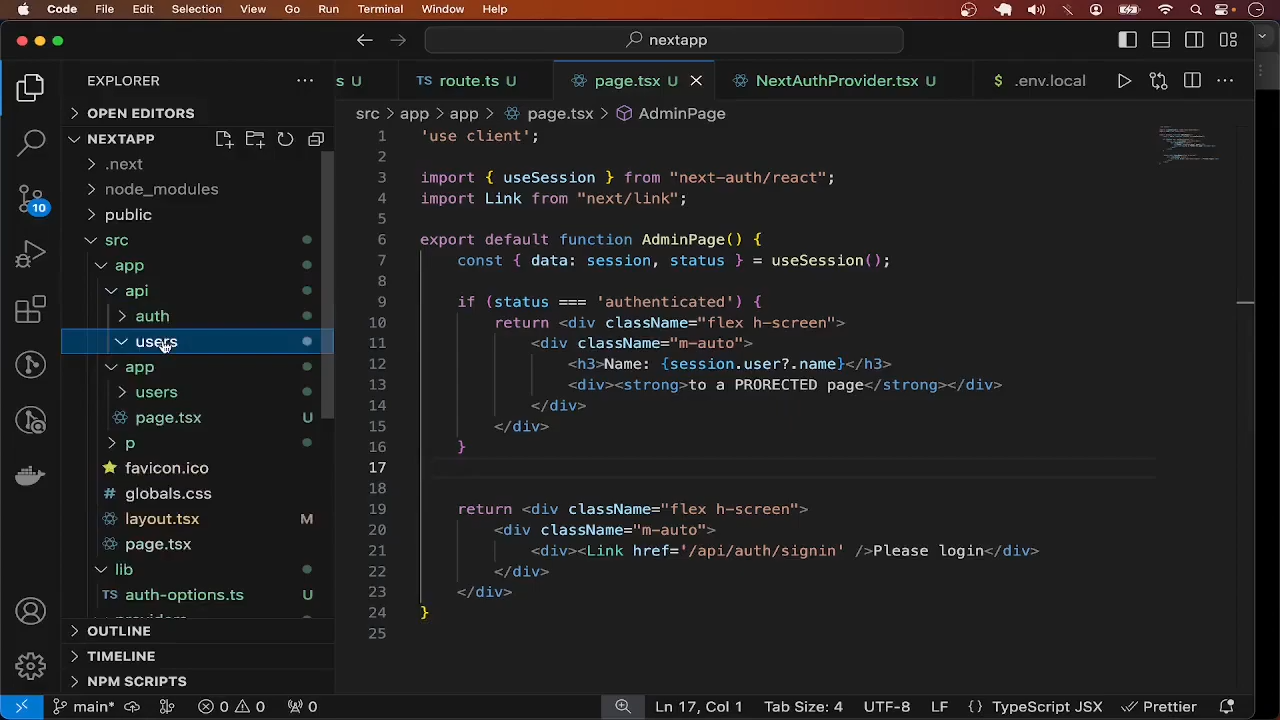 Code File Edit Selection View Go Run Terminal Window Help
nextapp
EXPLORER
s U
TS route.ts U
page.tsx U
NextAuthProvider.tsx U
$ .env.local
OPEN EDITORS
src > app > app > page.tsx > AdminPage
NEXTAPP
.next
node_modules
public
src
app
api
auth
users
app
users
page.tsx U
p
favicon.ico
# globals.css
layout.tsx M
page.tsx
lib
TS auth-options.ts U
OUTLINE
TIMELINE
NPM SCRIPTS
10
1 'use client';
2
3 import { useSession } from "next-auth/react";
4 import Link from "next/link";
5
6 export default function AdminPage() {
7 const { data: session, status } = useSession();
8
9 if (status === 'authenticated') {
10 return <div className="flex h-screen">
11 <div className="m-auto">
12 <h3>Name: {session.user?.name}</h3>
13 <div><strong>to a PRORECTED page</strong></div>
14 </div>
15 </div>
16 }
17
18
19 return <div className="flex h-screen">
20 <div className="m-auto">
21 <div><Link href='/api/auth/signin' />Please login</div>
22 </div>
23 </div>
24 }
25
main* 0 0 0 Ln 17, Col 1 Tab Size: 4 UTF-8 LF {} TypeScript JSX Prettier